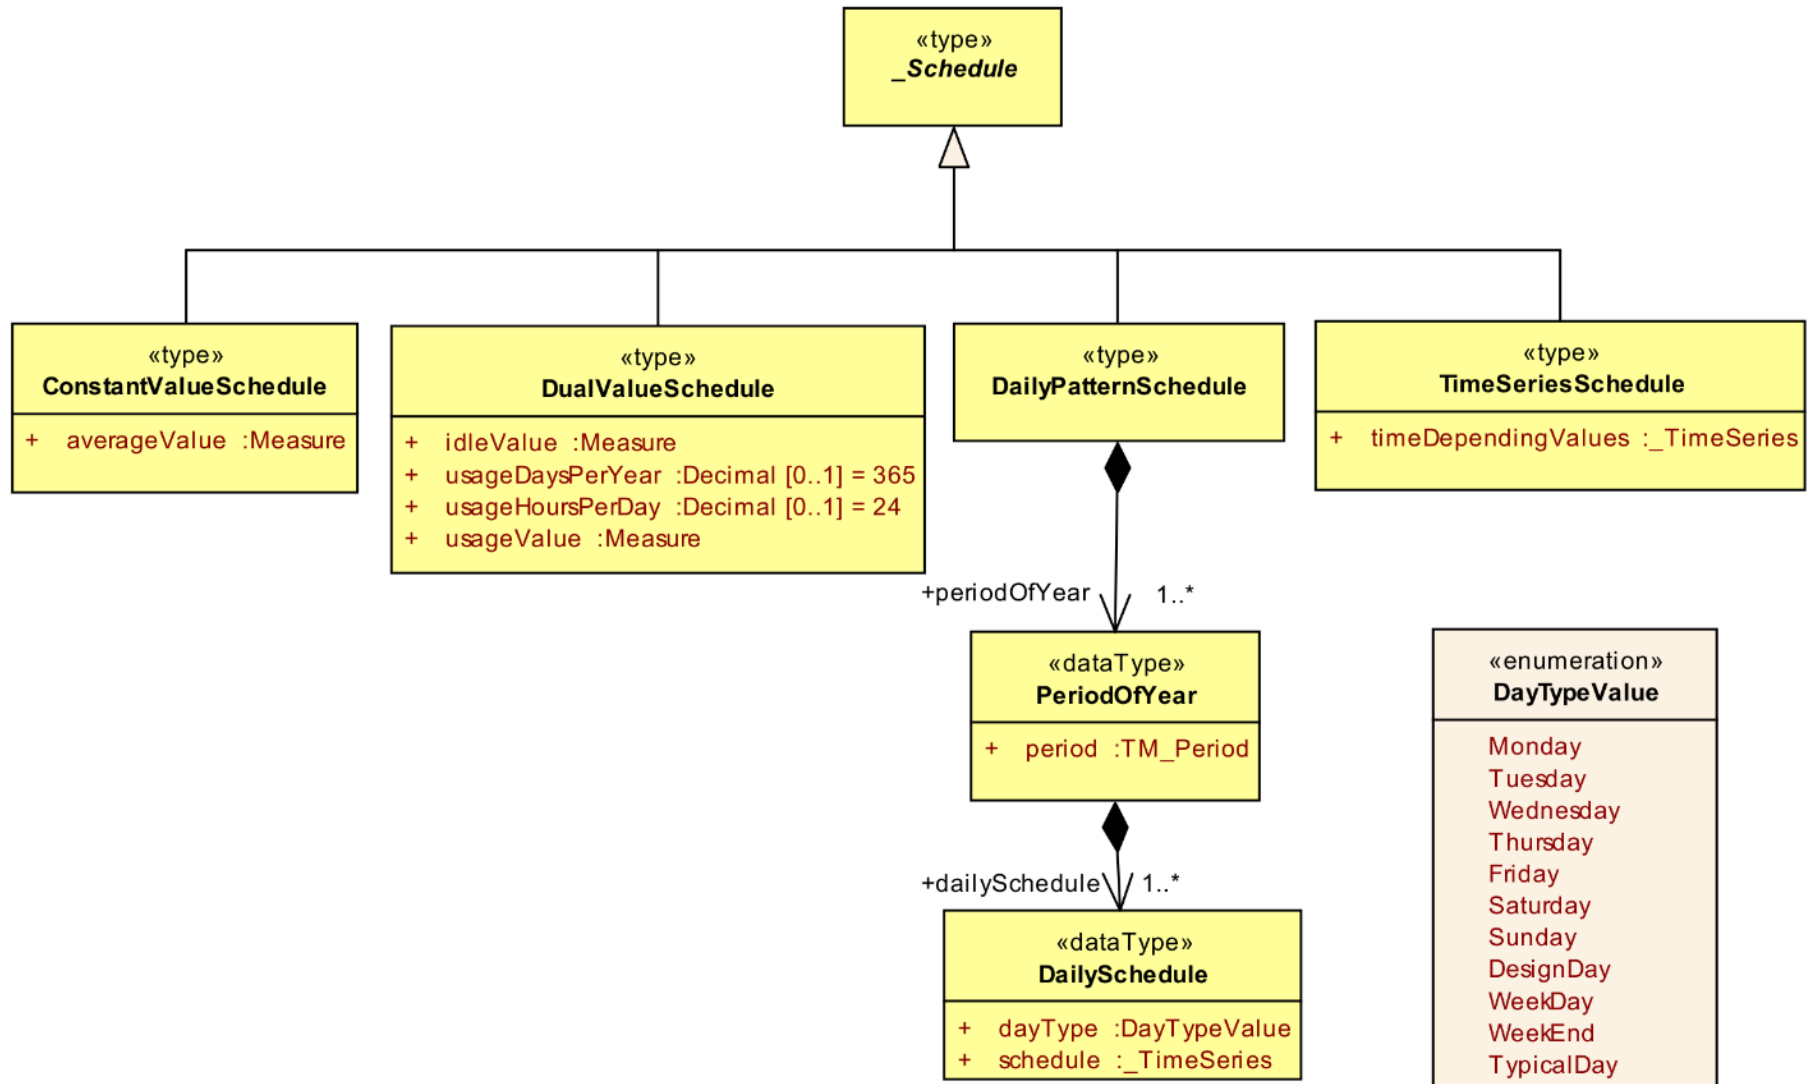 «type»
_Schedule
«type»
ConstantValueSchedule
+ averageValue :Measure
«type»
DualValueSchedule
+ idleValue :Measure
+ usageDaysPerYear :Decimal [0..1] = 365
+ usageHoursPerDay :Decimal [0..1] = 24
+ usageValue :Measure
«type»
DailyPatternSchedule
«type»
TimeSeriesSchedule
+ timeDependingValues :_TimeSeries
+periodOfYear 1..*
«dataType»
PeriodOfYear
+ period :TM_Period
+dailySchedule 1..*
«dataType»
DailySchedule
+ dayType :DayTypeValue
+ schedule :_TimeSeries
«enumeration»
DayTypeValue
Monday
Tuesday
Wednesday
Thursday
Friday
Saturday
Sunday
DesignDay
WeekDay
WeekEnd
TypicalDay